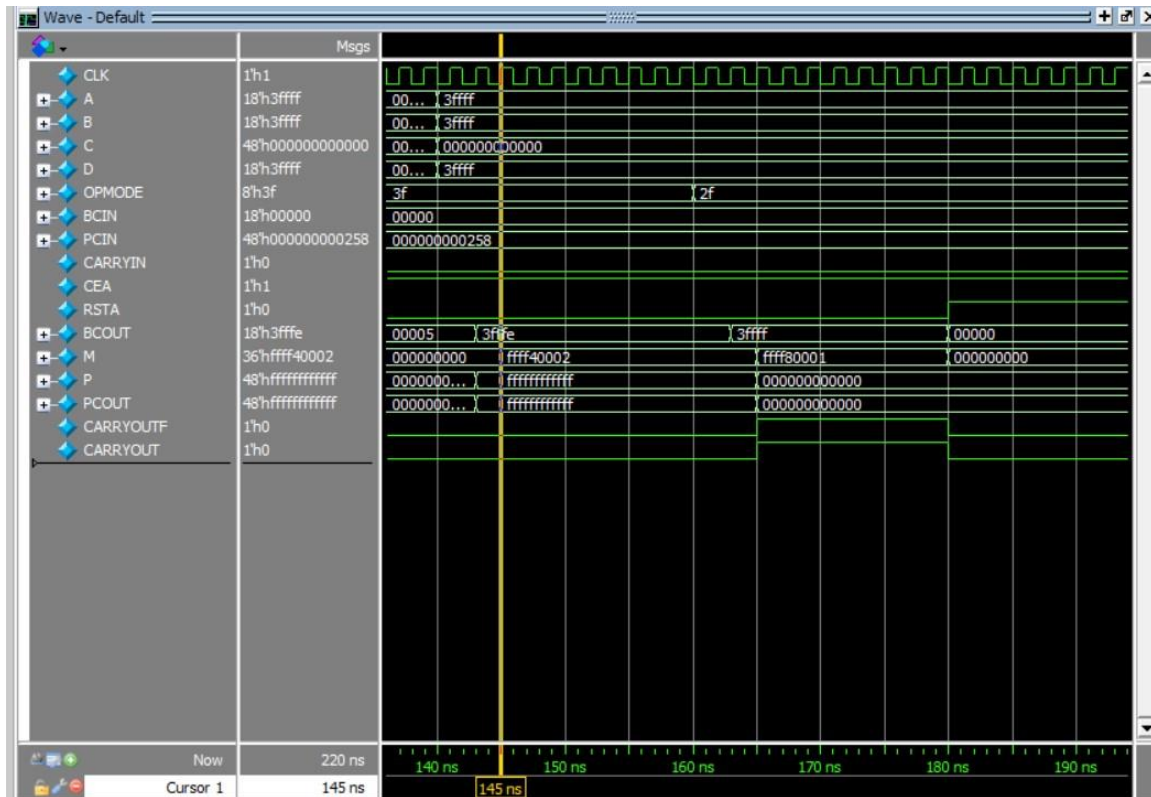 Wave - Default
Msgs
CLK 1'h1
A 18'h3ffff 00... 3ffff
B 18'h3ffff 00... 3ffff
C 48'h000000000000 00... 000000000000
D 18'h3ffff 00... 3ffff
OPMODE 8'h3f 3f 2f
BCIN 18'h00000 00000
PCIN 48'h000000000258 000000000258
CARRYIN 1'h0
CEA 1'h1
RSTA 1'h0
BCOUT 18'h3fffe 00005 3fffe 3ffff 00000
M 36'hffff40002 000000000 ffff40002 ffff80001 000000000
P 48'hffffffffffff 0000000... ffffffffffff 000000000000
PCOUT 48'hffffffffffff 0000000... ffffffffffff 000000000000
CARRYOUTF 1'h0
CARRYOUT 1'h0
Now 220 ns 140 ns 150 ns 160 ns 170 ns 180 ns 190 ns
Cursor 1 145 ns 145 ns